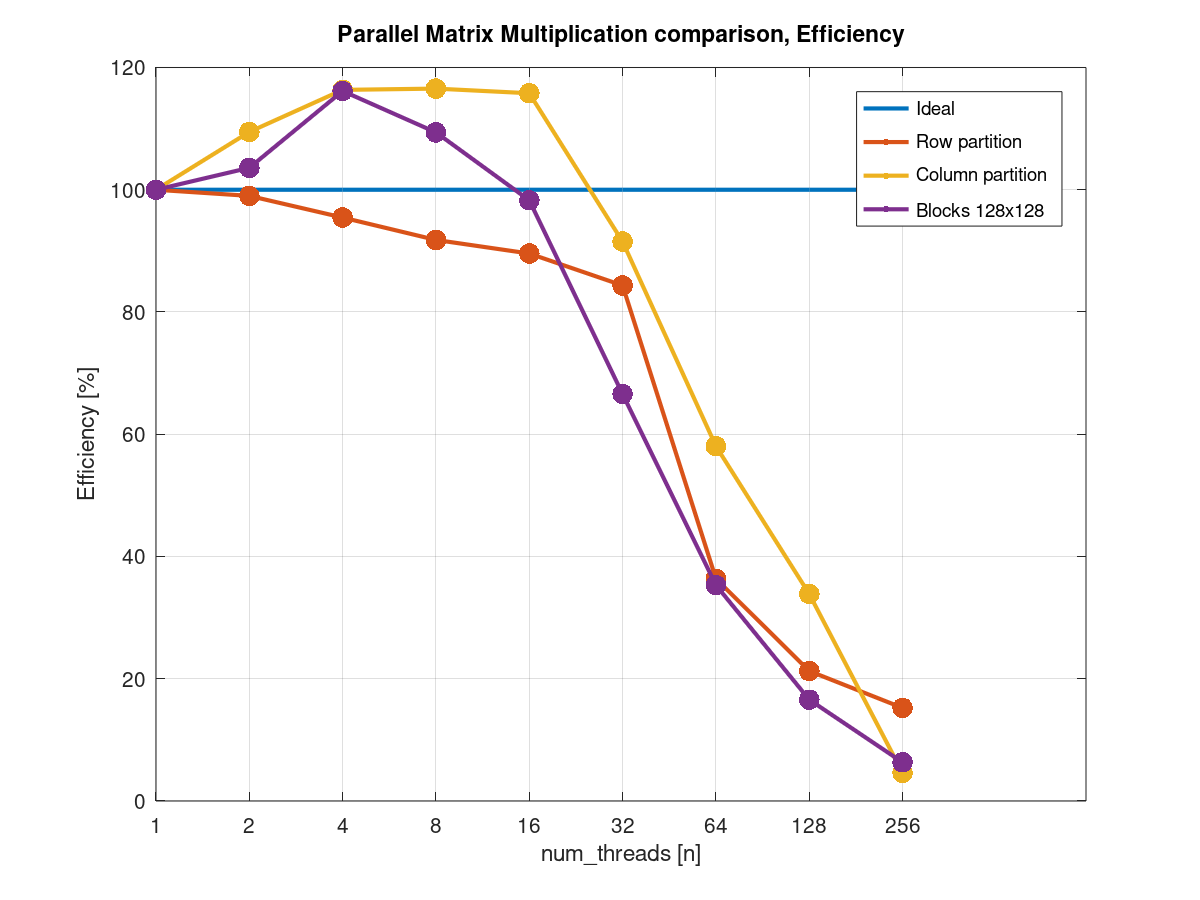 Parallel Matrix Multiplication comparison, Efficiency
120
100
80
60
40
20
0
Efficiency [%]
Ideal
Row partition
Column partition
Blocks 128x128
1 2 4 8 16 32 64 128 256
num_threads [n]